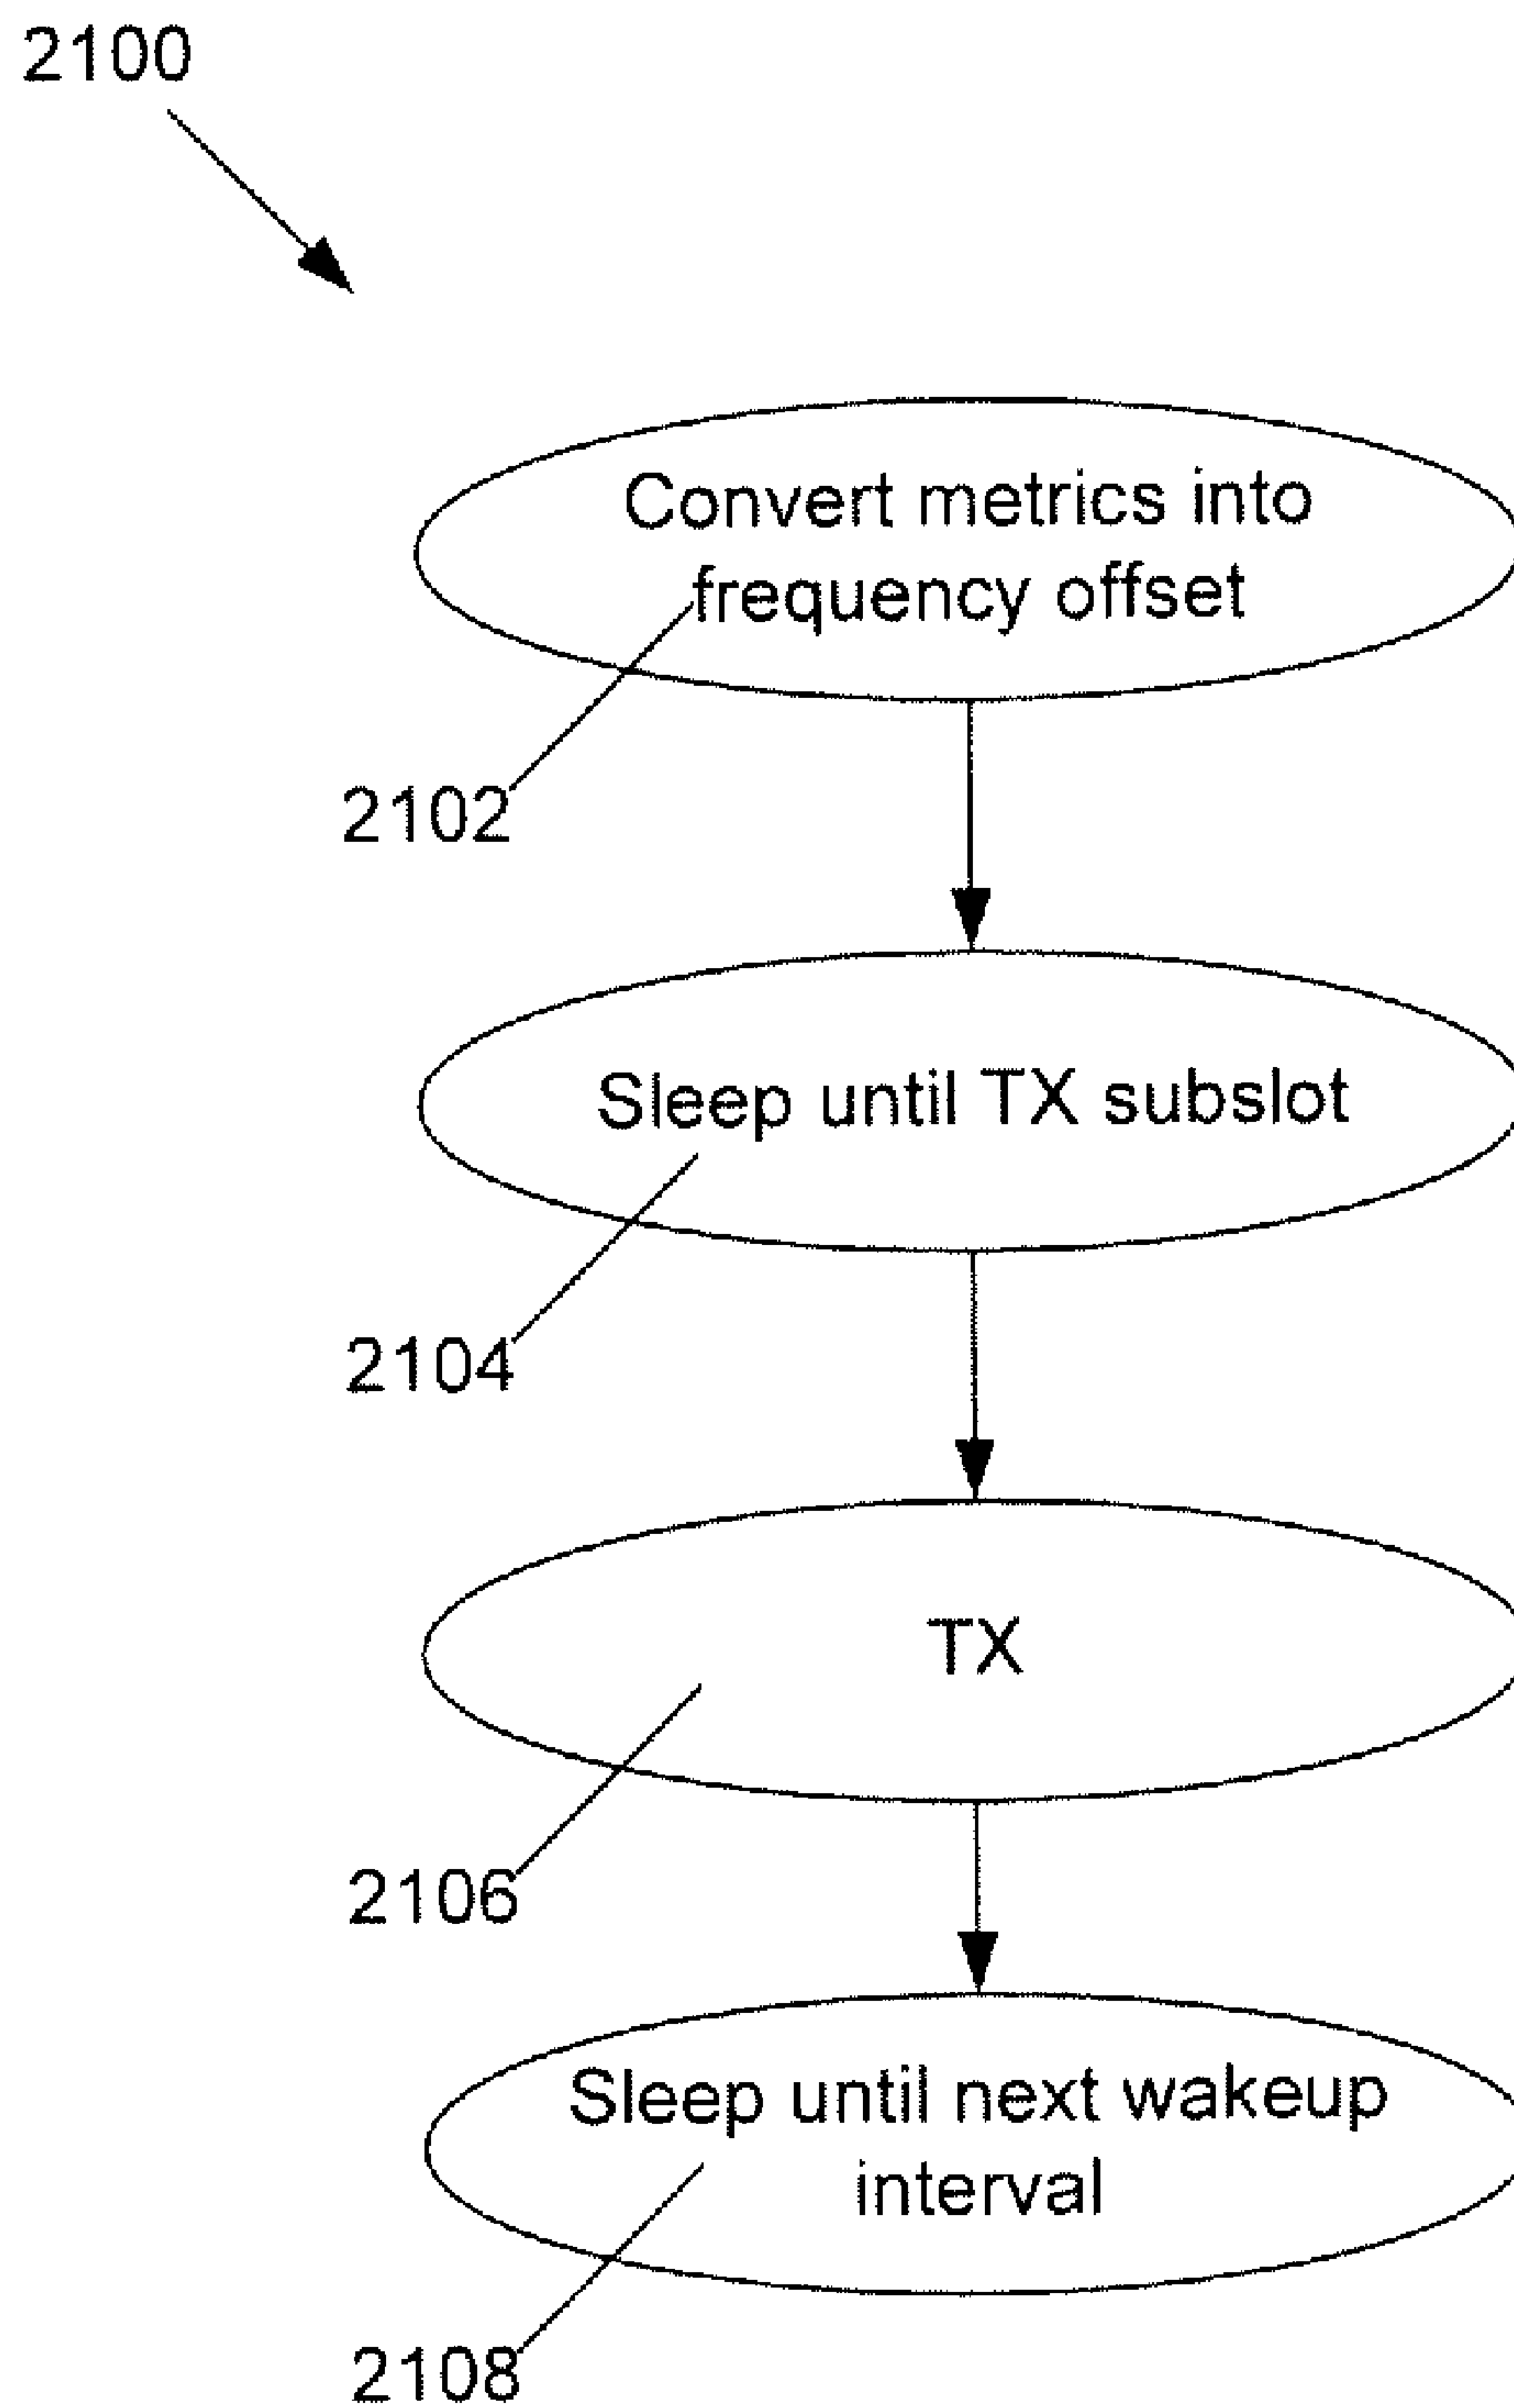 2100
Convert metrics into
frequency offset
2102
Sleep until TX subslot
2104
TX
2106
Sleep until next wakeup
interval
2108